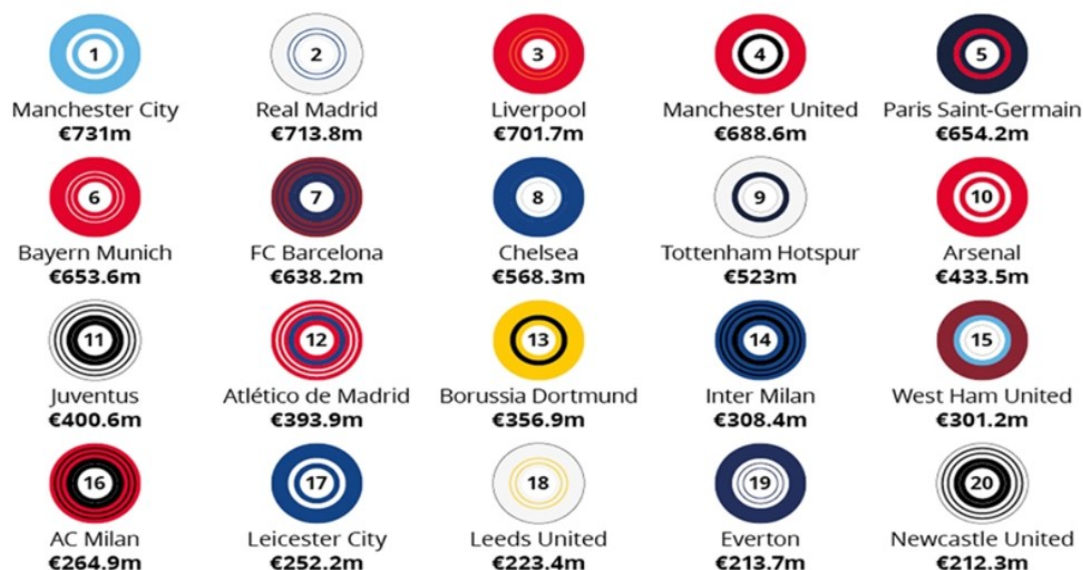 1 2 3 4 5
Manchester City Real Madrid Liverpool Manchester United Paris Saint-Germain
€731m €713.8m €701.7m €688.6m €654.2m
6 7 8 9 10
Bayern Munich FC Barcelona Chelsea Tottenham Hotspur Arsenal
€653.6m €638.2m €568.3m €523m €433.5m
11 12 13 14 15
Juventus Atlético de Madrid Borussia Dortmund Inter Milan West Ham United
€400.6m €393.9m €356.9m €308.4m €301.2m
16 17 18 19 20
AC Milan Leicester City Leeds United Everton Newcastle United
€264.9m €252.2m €223.4m €213.7m €212.3m